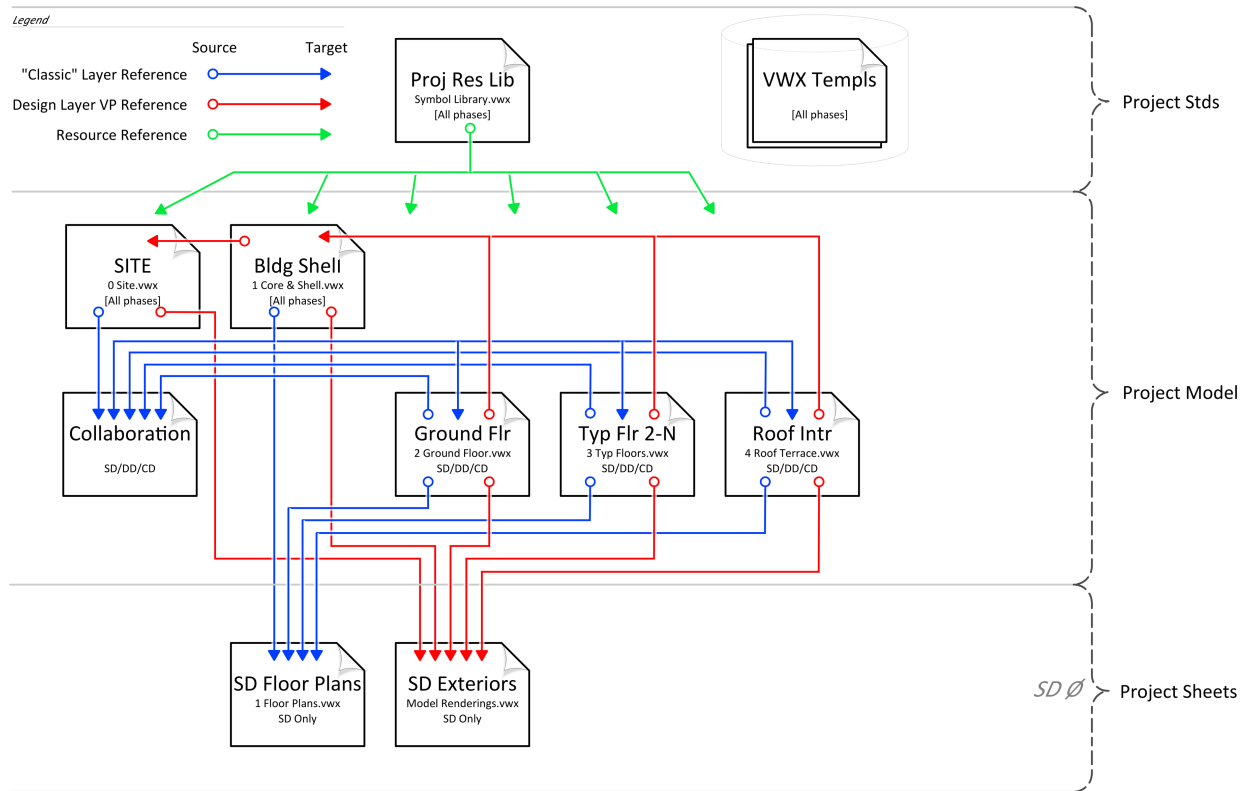 Legend
Source Target
"Classic" Layer Reference
Design Layer VP Reference
Resource Reference
Proj Res Lib
Symbol Library.vwx
[All phases]
VWX Templs
[All phases]
Project Stds
SITE
0 Site.vwx
[All phases]
Bldg Shell
1 Core & Shell.vwx
[All phases]
Collaboration
SD/DD/CD
Ground Flr
2 Ground Floor.vwx
SD/DD/CD
Typ Flr 2-N
3 Typ Floors.vwx
SD/DD/CD
Roof Intr
4 Roof Terrace.vwx
SD/DD/CD
Project Model
SD Floor Plans
1 Floor Plans.vwx
SD Only
SD Exteriors
Model Renderings.vwx
SD Only
SD Ø
Project Sheets